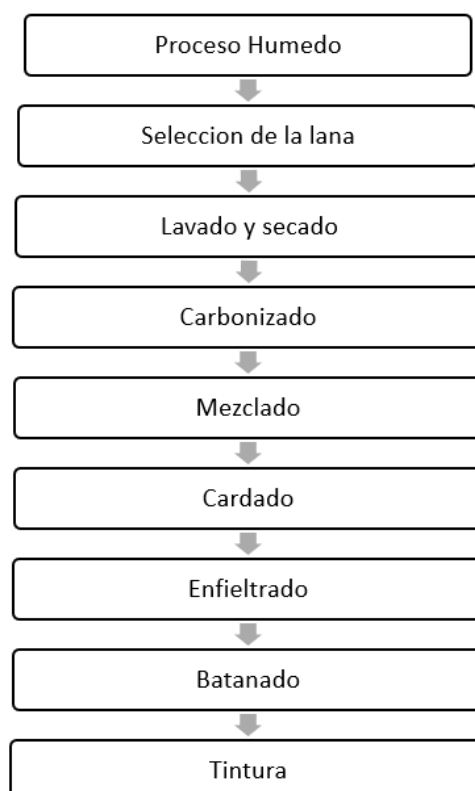 Proceso Humedo
Seleccion de la lana
Lavado y secado
Carbonizado
Mezclado
Cardado
Enfieltrado
Batanado
Tintura